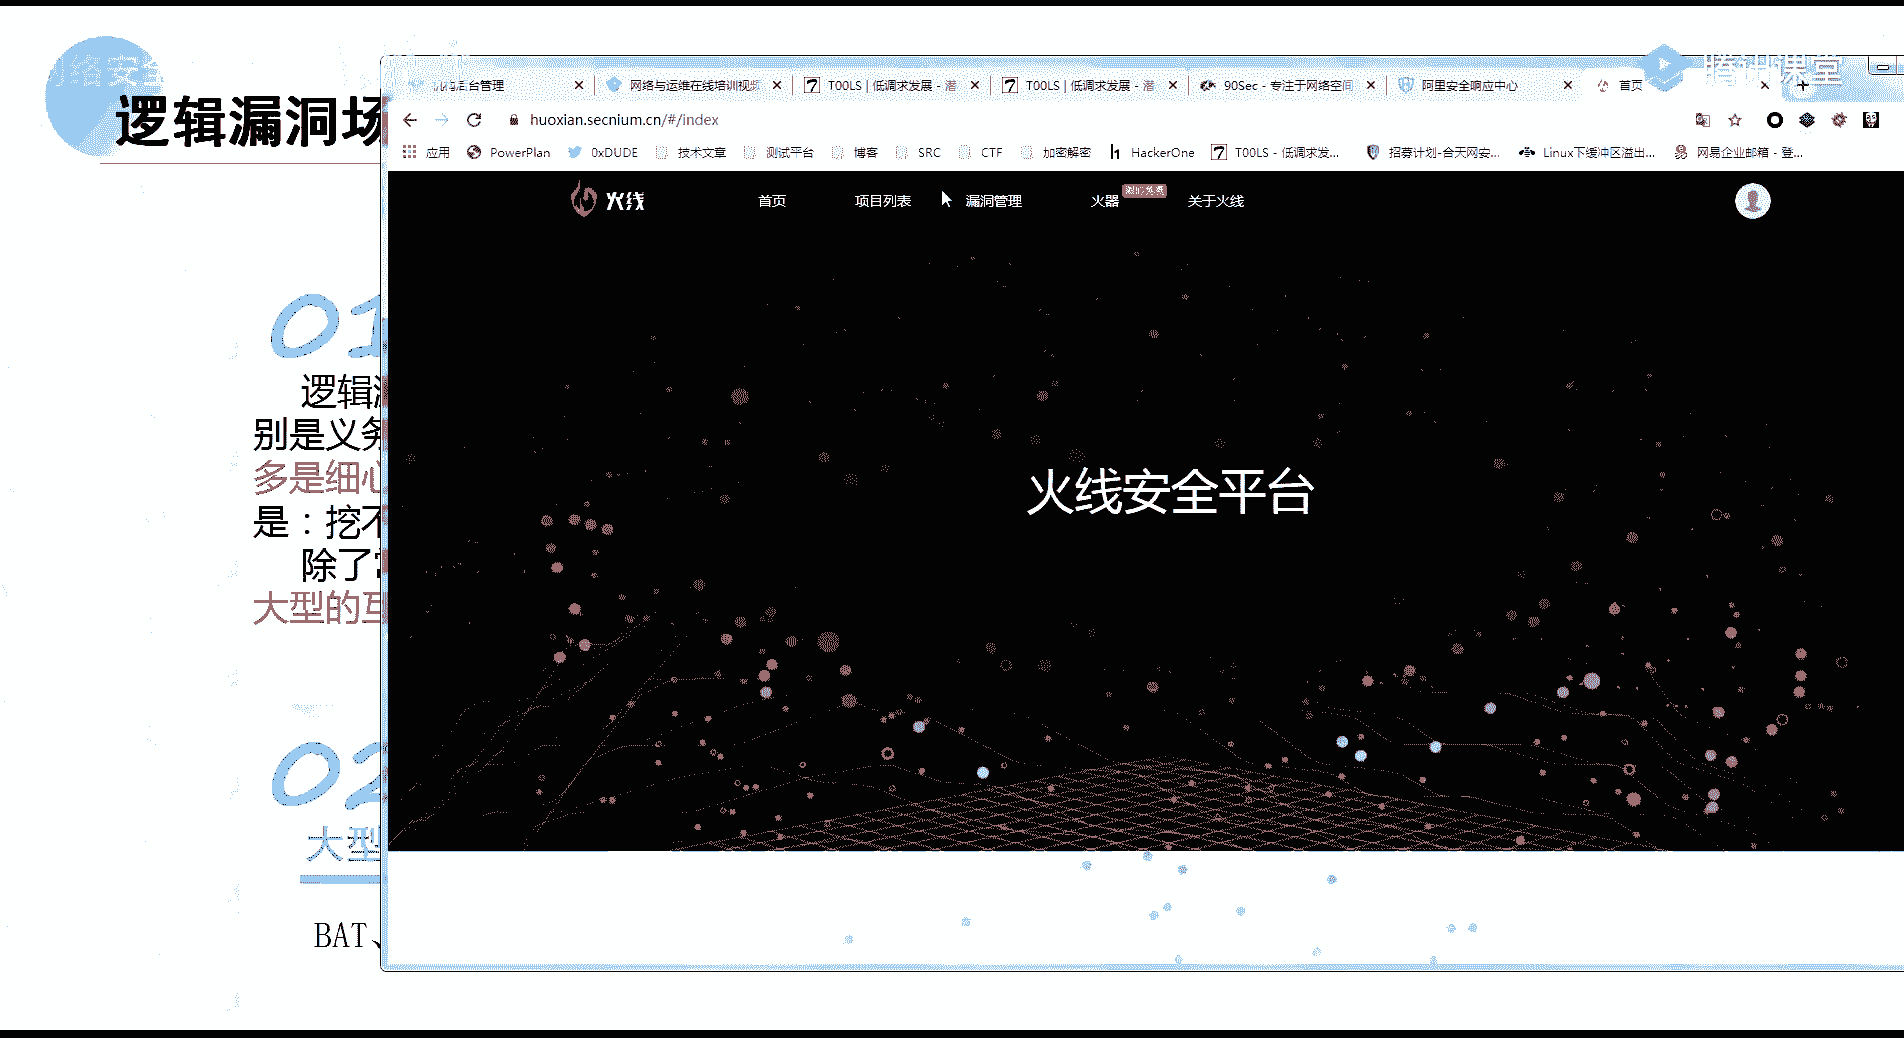 网络安全
逻辑漏洞场
腾讯课堂
后台管理
网络与运维在线培训视频
T00LS | 低调求发展 - 潜
T00LS | 低调求发展 - 潜
90Sec - 专注于网络空间
阿里安全响应中心
首页
huoxian.secnium.cn/#/index
应用
PowerPlan
0xDUDE
技术文章
测试平台
博客
SRC
CTF
加密解密
HackerOne
T00LS - 低调求发...
招募计划-合天网安...
Linux下缓冲区溢出...
网易企业邮箱 - 登...
火线
首页
项目列表
漏洞管理
火器
关于火线
火线安全平台
01
逻辑
别是义务
多是细心
是：挖不
除了
大型的互
02
大型
BAT、